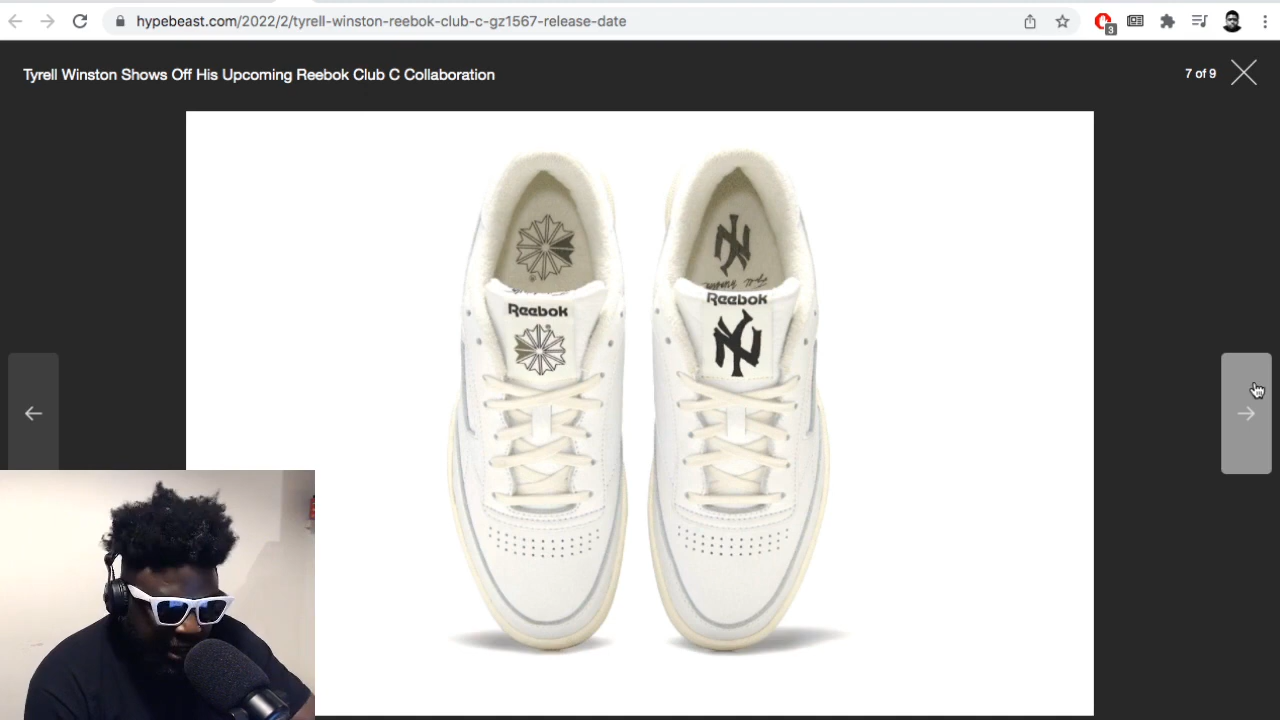 hypebeast.com/2022/2/tyrell-winston-reebok-club-c-gz1567-release-date
3
Tyrell Winston Shows Off His Upcoming Reebok Club C Collaboration
7 of 9
Reebok
Reebok